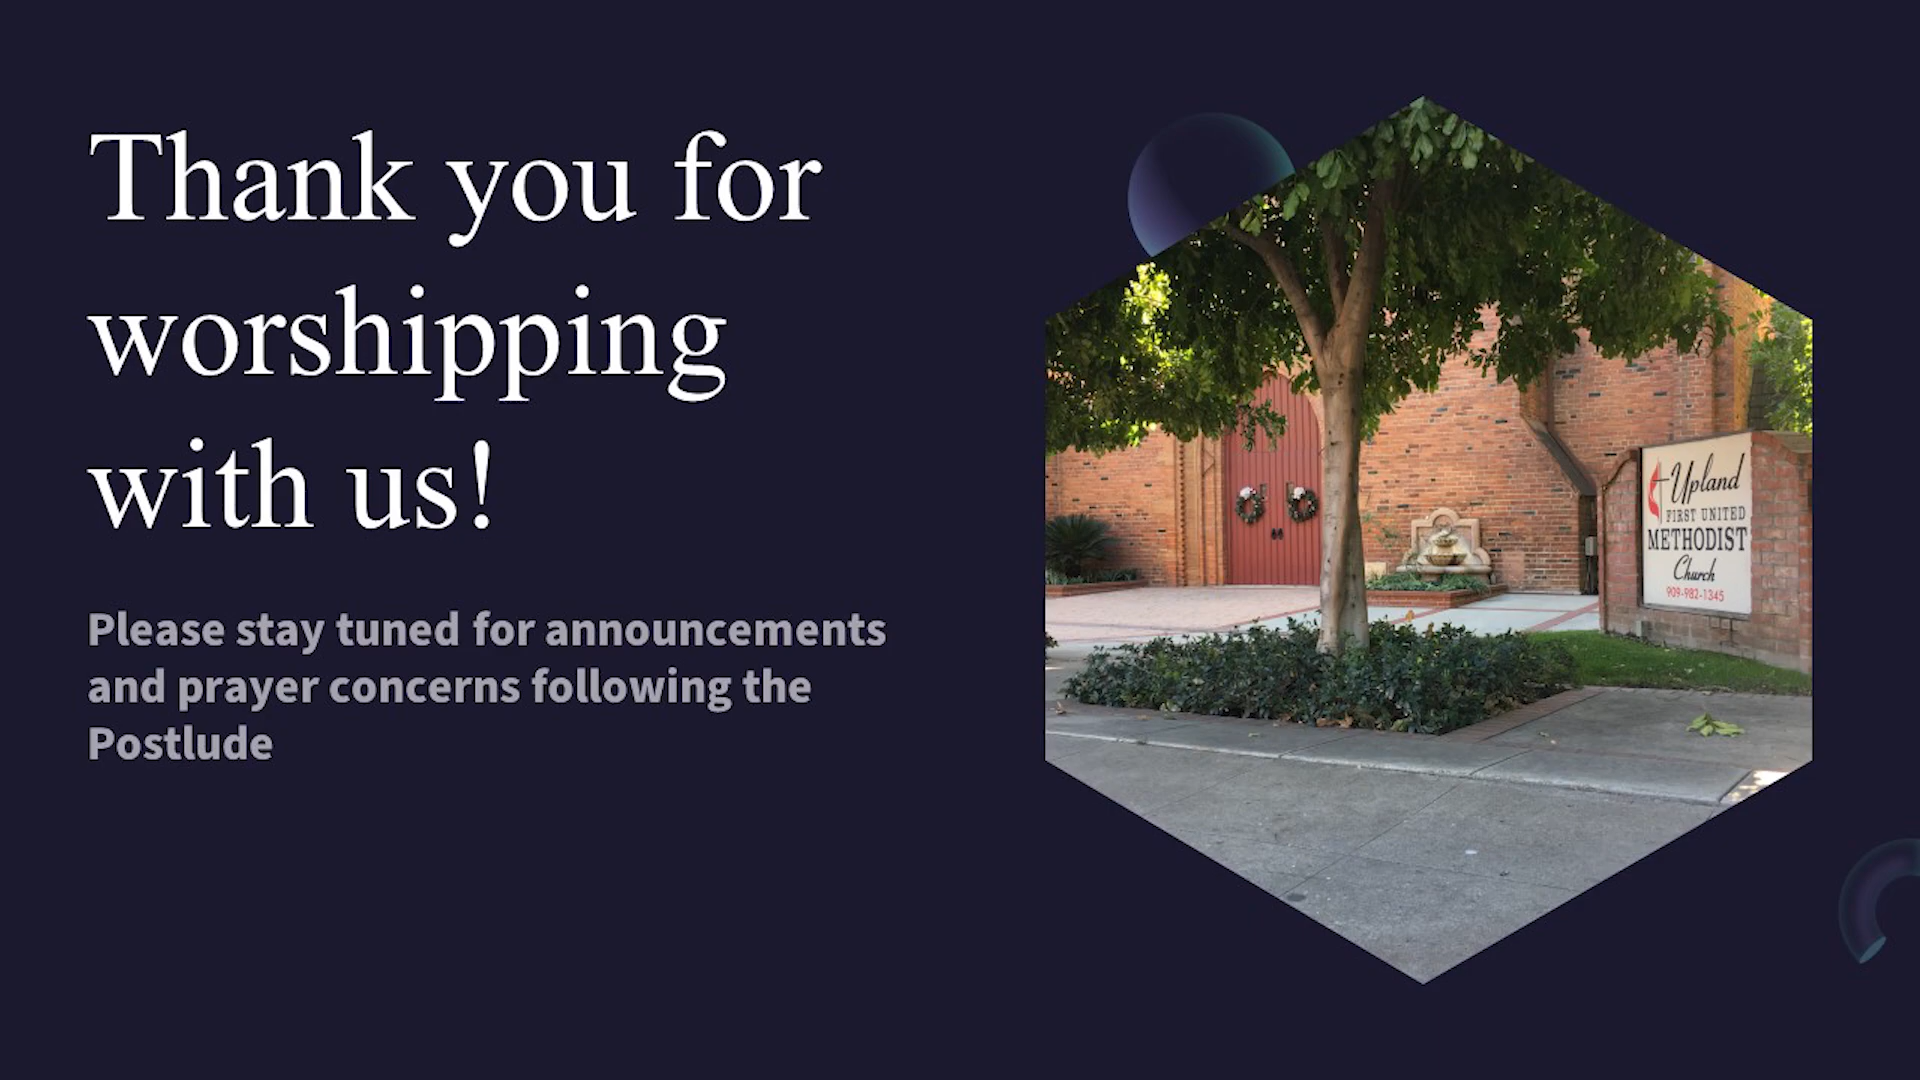 Thank you for
worshipping
with us!
Please stay tuned for announcements
and prayer concerns following the
Postlude
Upland
FIRST UNITED
METHODIST
Church
909-982-1345